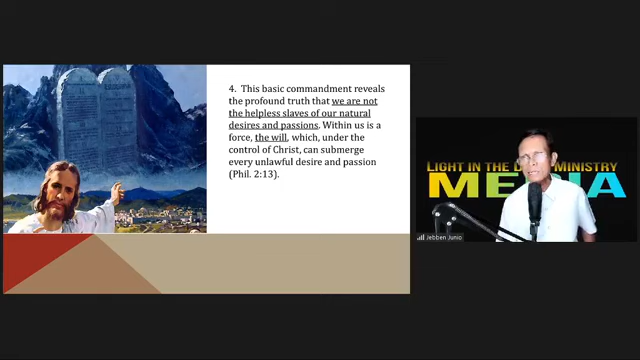 4. This basic commandment reveals
the profound truth that we are not
the helpless slaves of our natural
desires and passions. Within us is a
force, the will, which, under the
control of Christ, can submerge
every unlawful desire and passion
(Phil. 2:13).
LIGHT IN THE MINISTRY
ME A
Jebben Junio